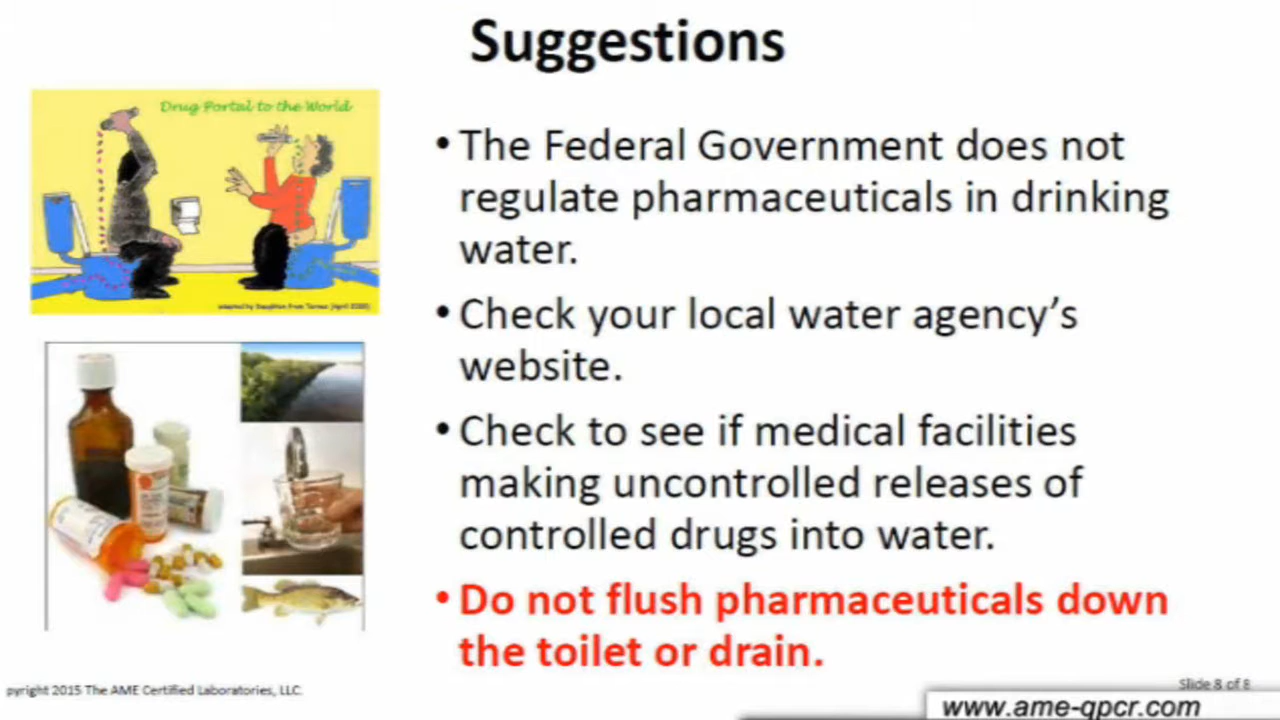 Suggestions
Drug Portal to the World
• The Federal Government does not
regulate pharmaceuticals in drinking
water.
• Check your local water agency's
website.
• Check to see if medical facilities
making uncontrolled releases of
controlled drugs into water.
• Do not flush pharmaceuticals down
the toilet or drain.
pyright 2015 The AME Certified Laboratories, LLC.
Slide 8 of 8
www.ame-qpcr.com